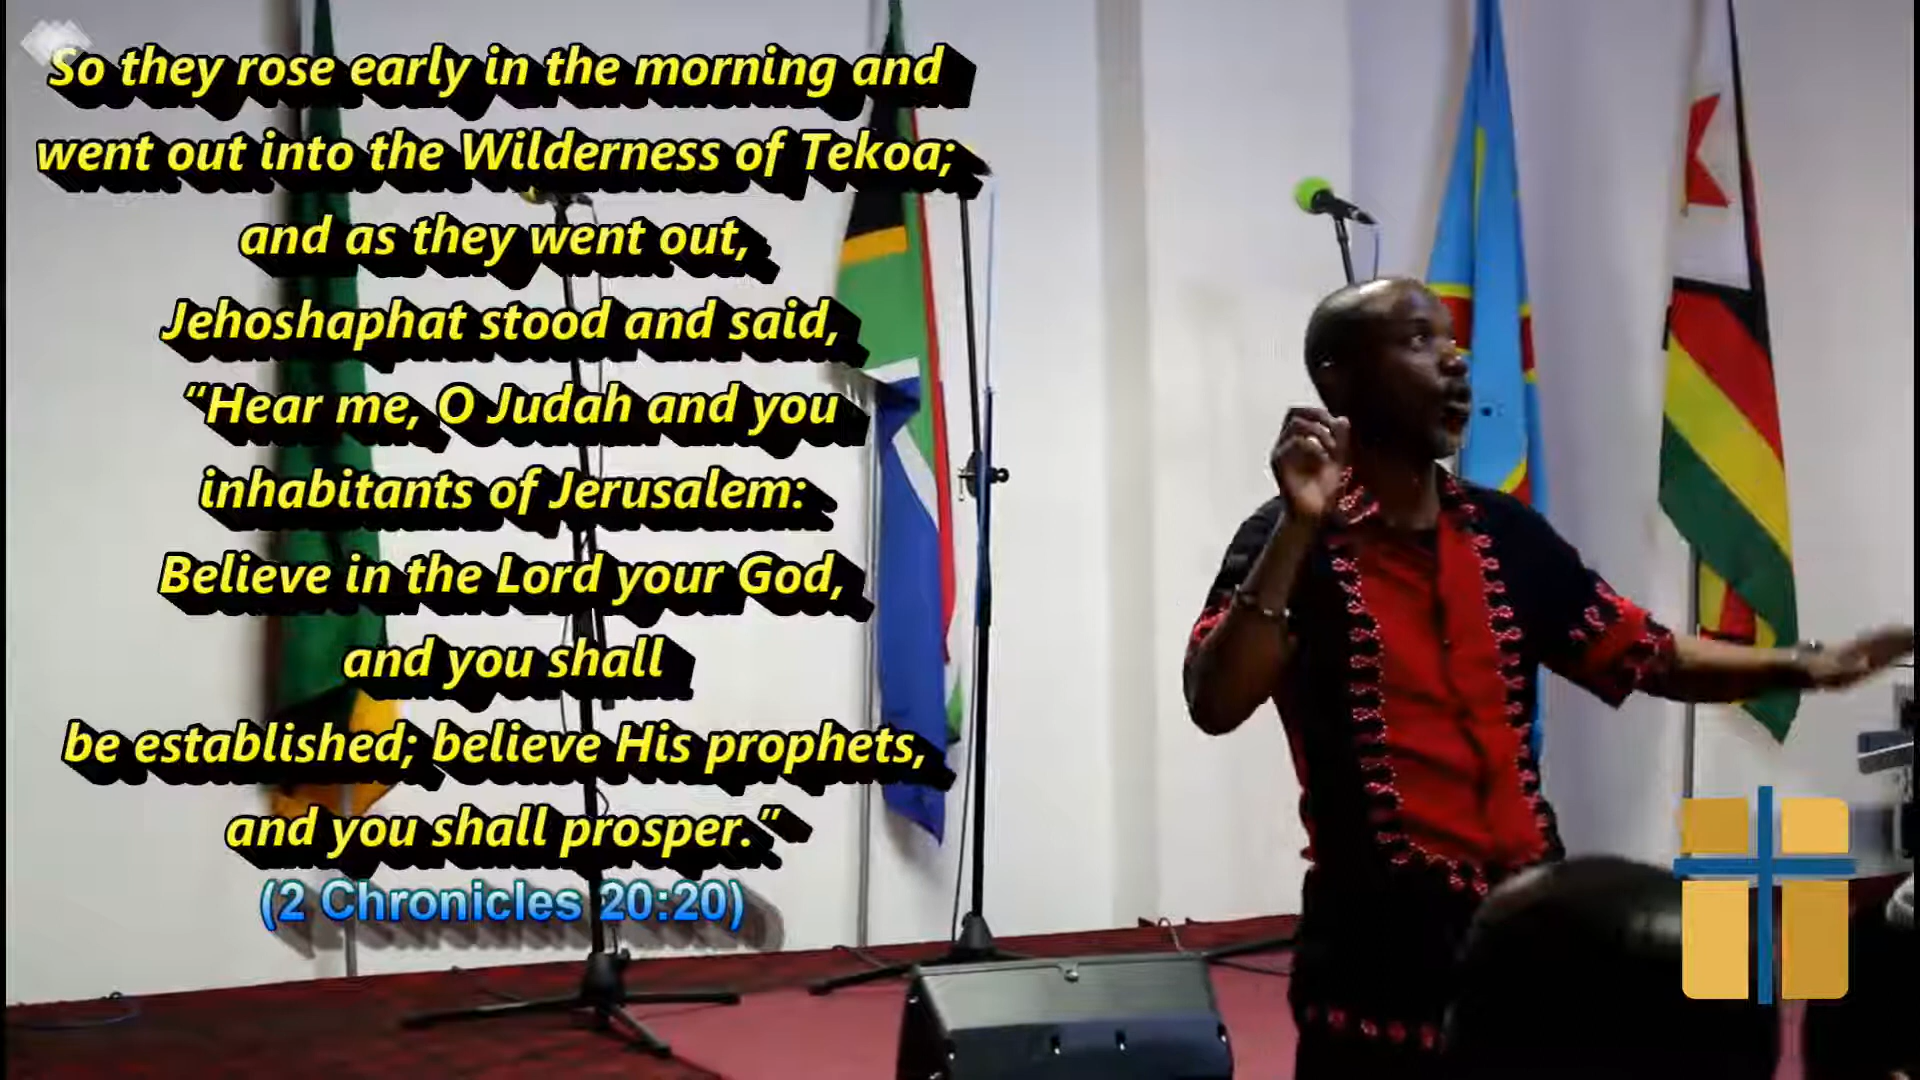 So they rose early in the morning and
went out into the Wilderness of Tekoa;
and as they went out,
Jehoshaphat stood and said,
“Hear me, O Judah and you
inhabitants of Jerusalem:
Believe in the Lord your God,
and you shall
be established; believe His prophets,
and you shall prosper.”
(2 Chronicles 20:20)